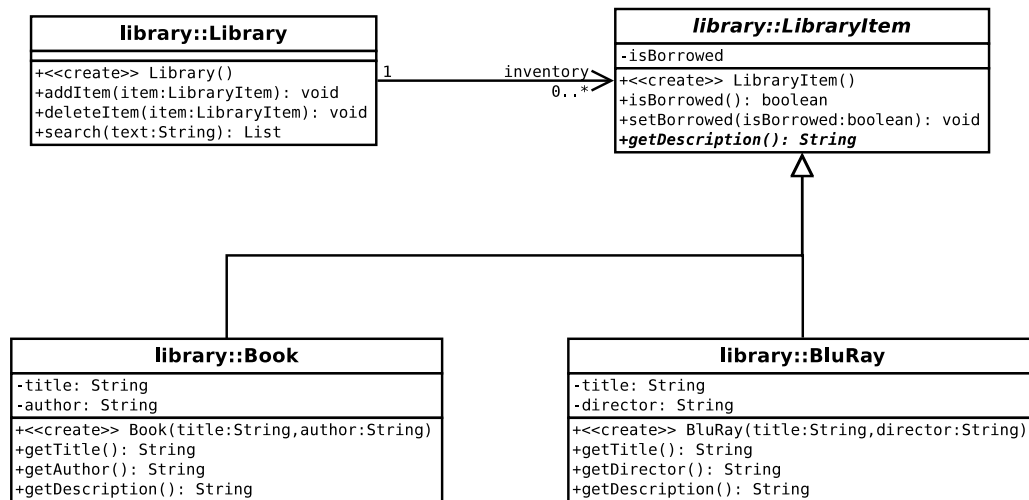 library::Library
+<<create>> Library()
+addItem(item:LibraryItem): void
+deleteItem(item:LibraryItem): void
+search(text:String): List
1
inventory
0..*
library::LibraryItem
-isBorrowed
+<<create>> LibraryItem()
+isBorrowed(): boolean
+setBorrowed(isBorrowed:boolean): void
+getDescription(): String
library::Book
-title: String
-author: String
+<<create>> Book(title:String,author:String)
+getTitle(): String
+getAuthor(): String
+getDescription(): String
library::BluRay
-title: String
-director: String
+<<create>> BluRay(title:String,director:String)
+getTitle(): String
+getDirector(): String
+getDescription(): String